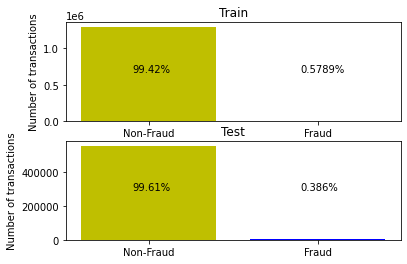 Train
1e6
Number of transactions
1.0
0.5
0.0
99.42%
0.5789%
Non-Fraud
Fraud
Test
Number of transactions
400000
200000
0
99.61%
0.386%
Non-Fraud
Fraud